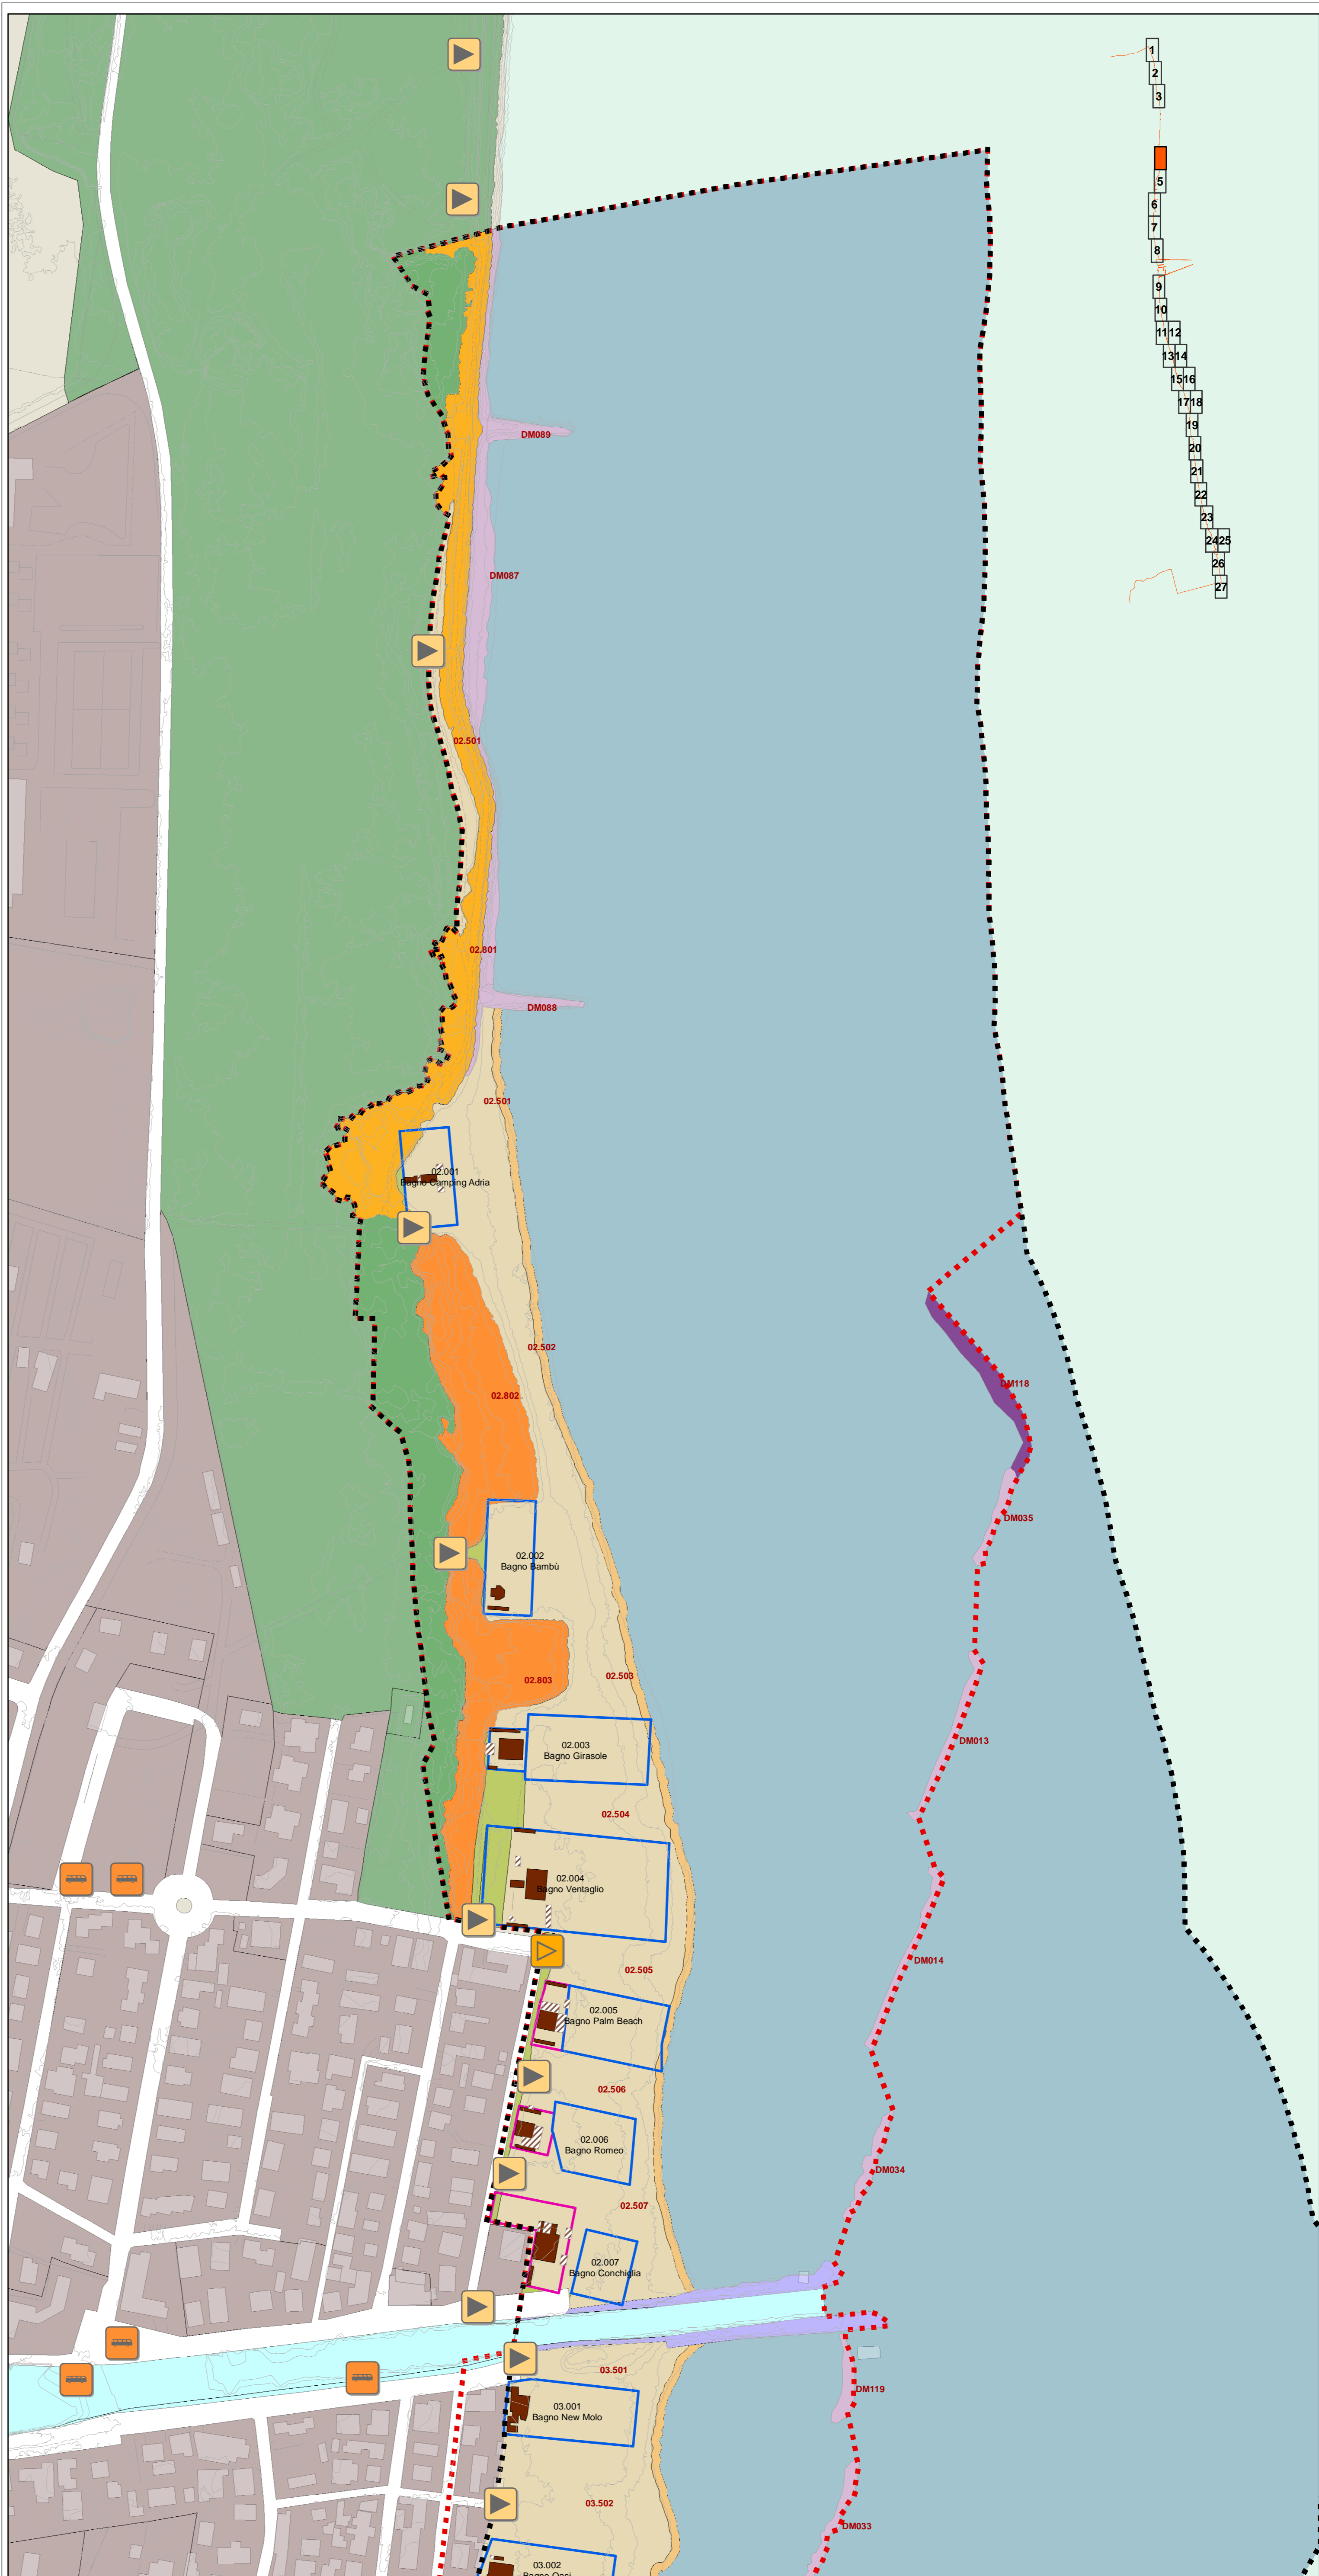 1
2
3
5
6
7
8
9
10
11 12
13 14
15 16
17 18
19
20
21
22
23
24 25
26
27
DM089
DM087
02.501
02.801
DM088
02.501
02.001
Bagno Camping Adria
02.502
DM118
02.802
DM035
02.002
Bagno Bambù
02.503
02.803
DM013
02.003
Bagno Girasole
02.504
02.004
Bagno Ventaglio
DM014
02.505
02.005
Bagno Palm Beach
02.506
02.006
Bagno Romeo
DM034
02.507
02.007
Bagno Conchiglia
03.501
DM119
03.001
Bagno New Molo
03.502
DM033
03.002
Bagno Oasi